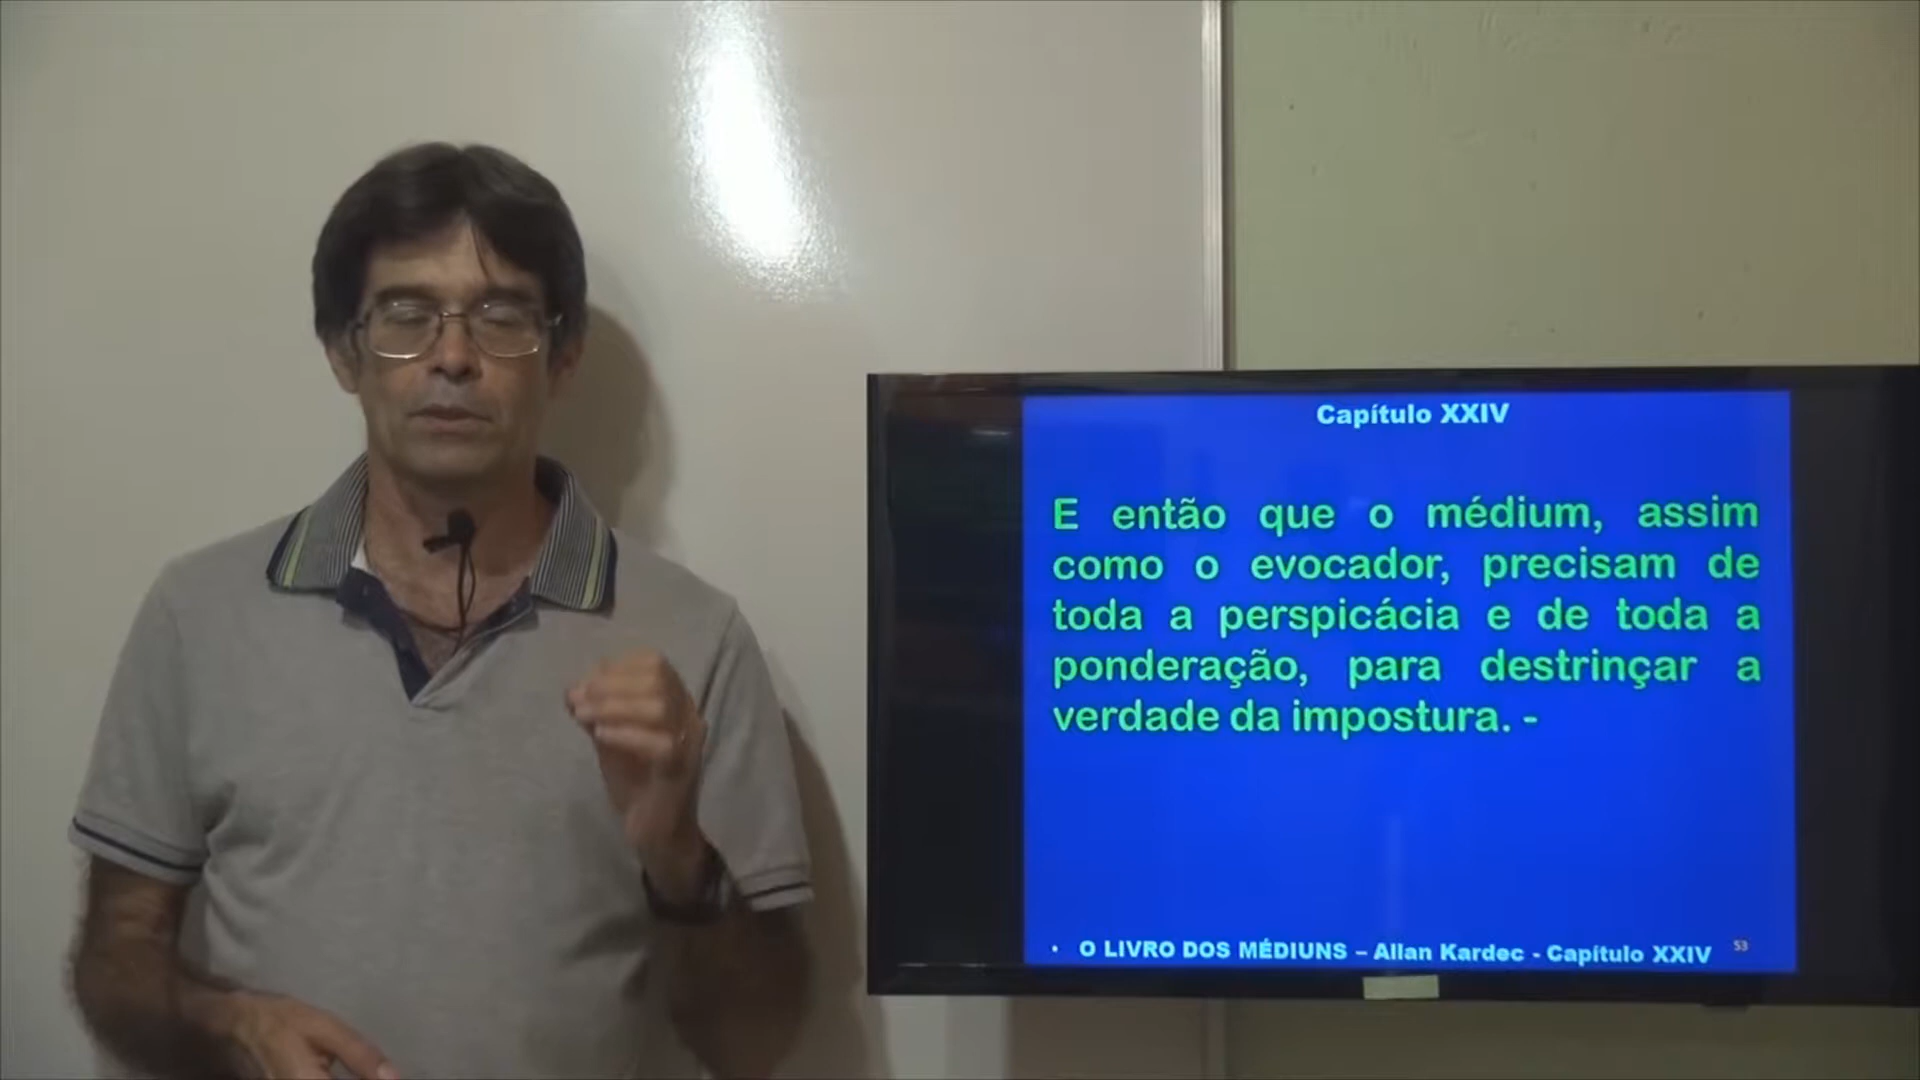 Capítulo XXIV
E então que o médium, assim
como o evocador, precisam de
toda a perspicácia e de toda a
ponderação, para destrinçar a
verdade da impostura. -
• O LIVRO DOS MÉDIUNS – Allan Kardec - Capítulo XXIV 53